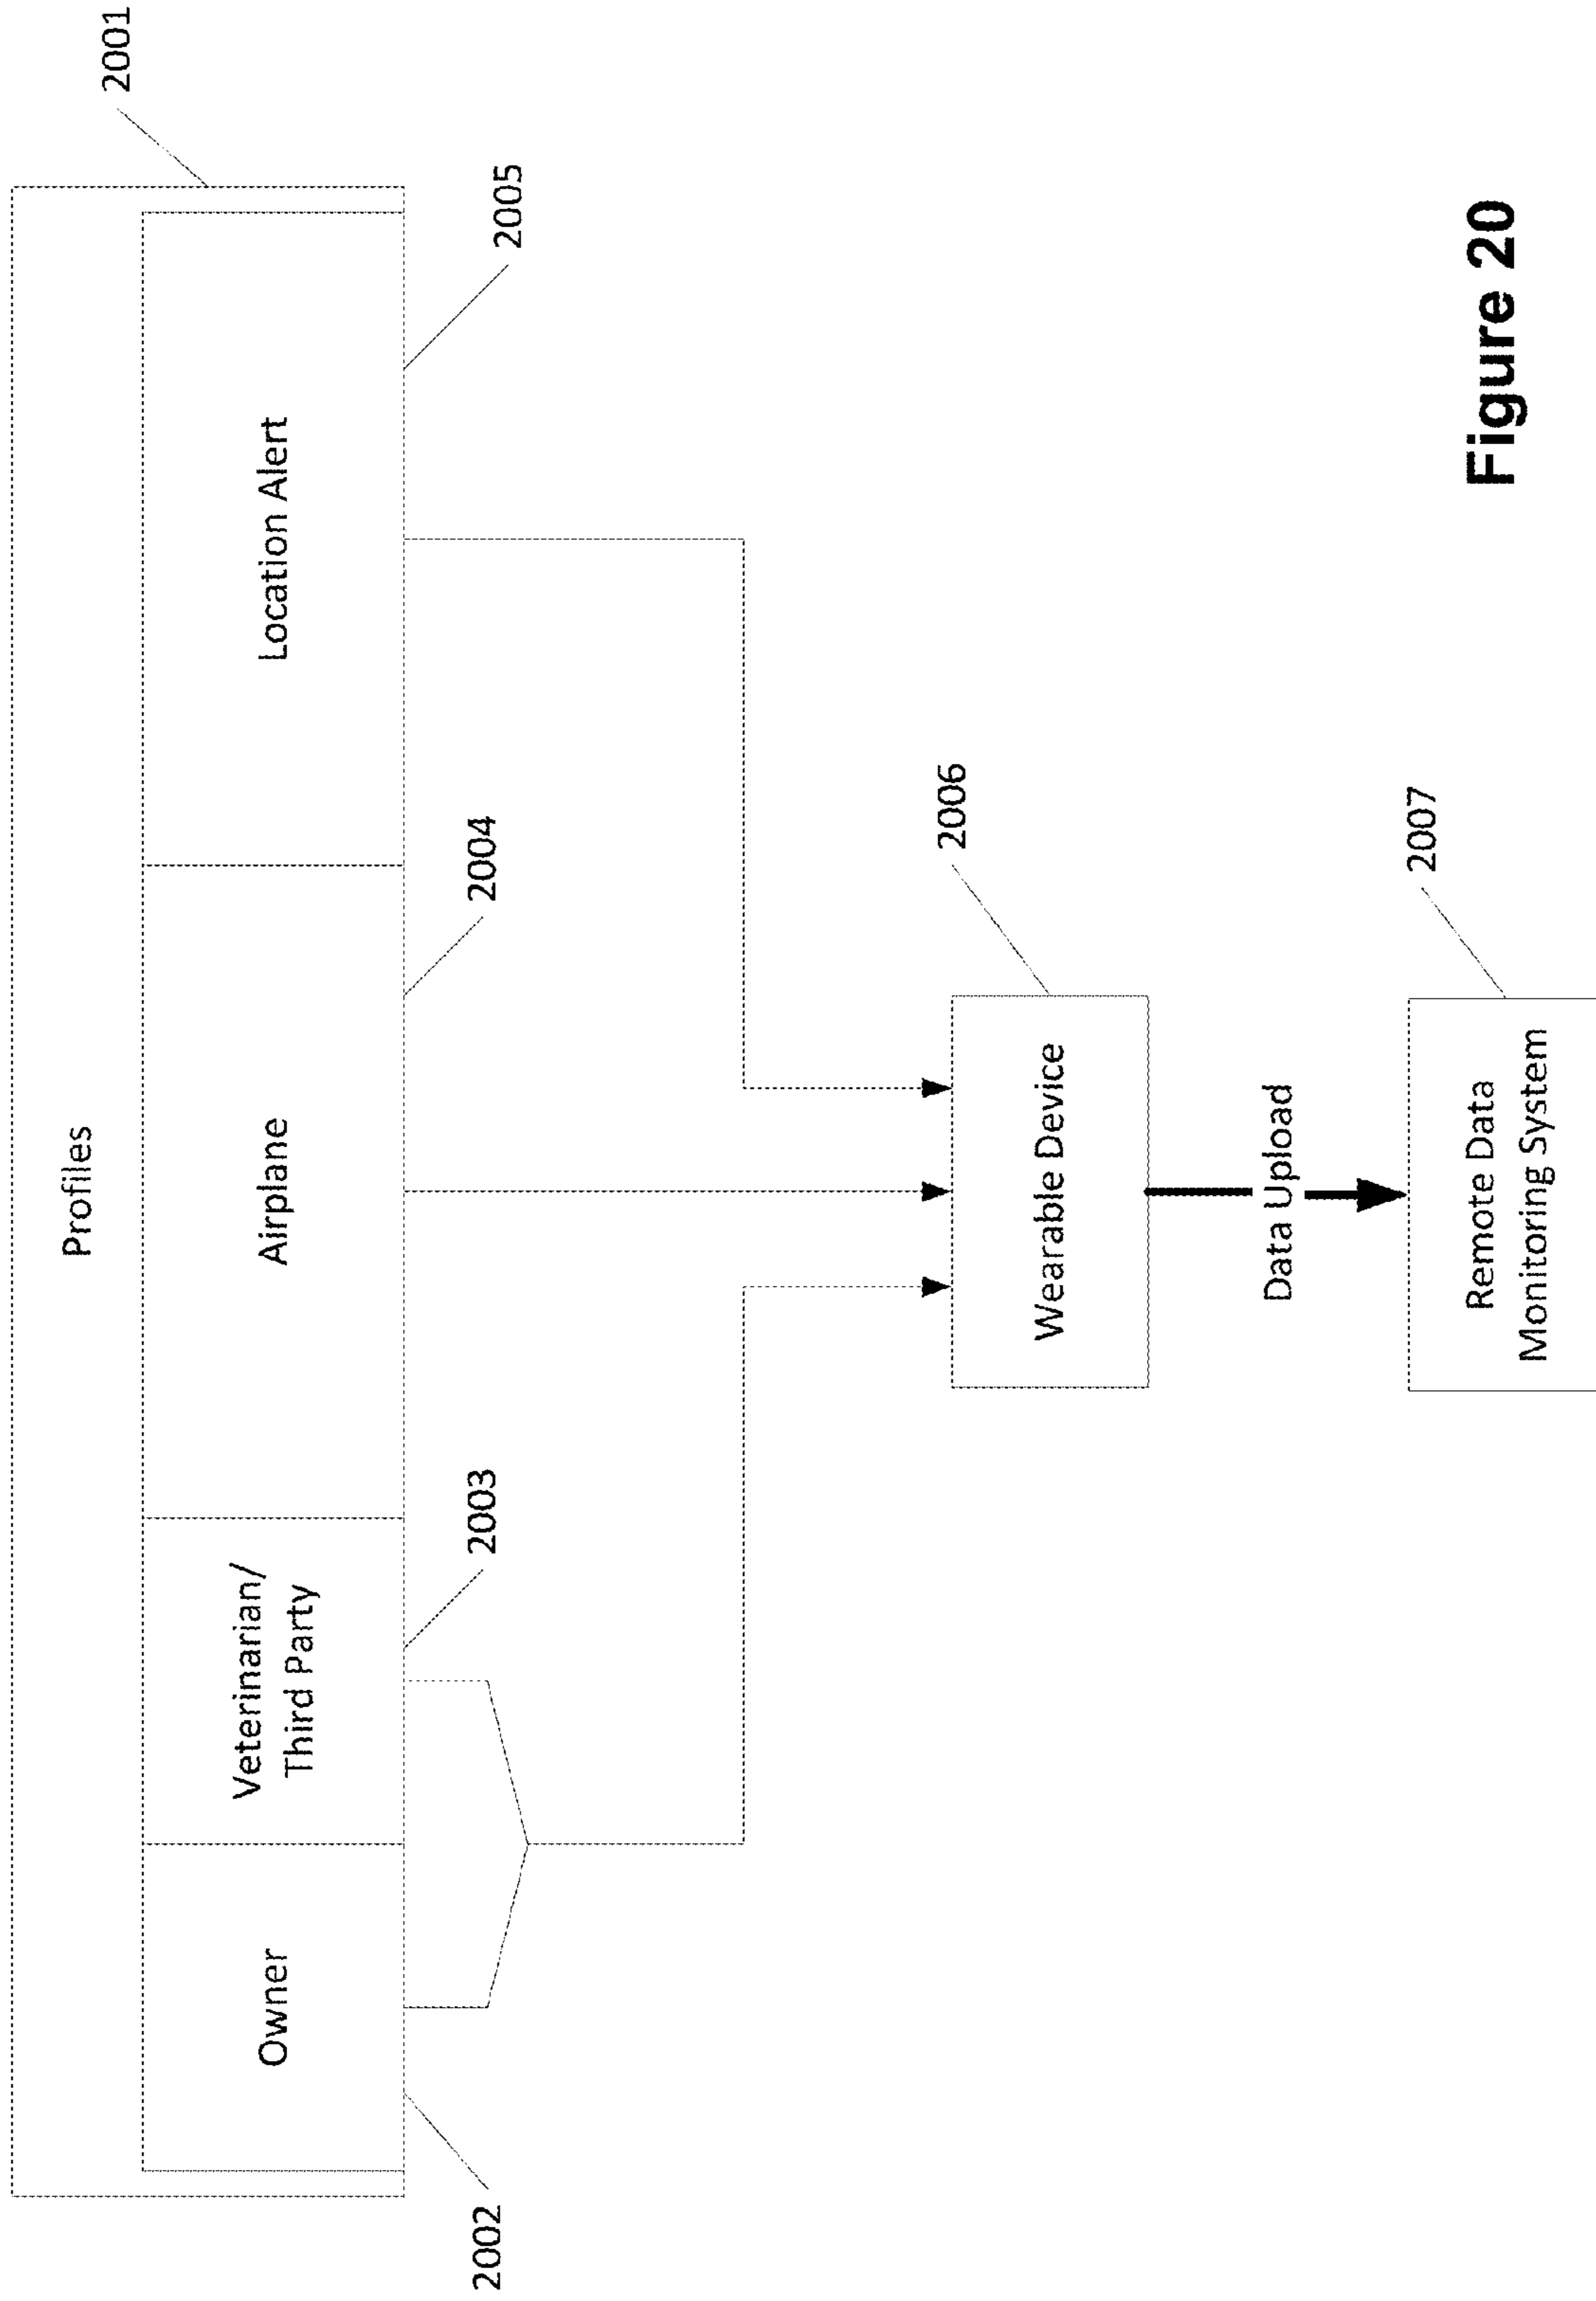 2001
Profiles
Owner
Veterinarian/
Third Party
Airplane
Location Alert
2002
2003
2004
2005
Wearable Device
2006
Data Upload
Remote Data
Monitoring System
2007
Figure 20